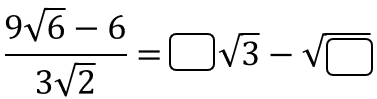 (9√6 − 6)/(3√2) = □√3 − √□